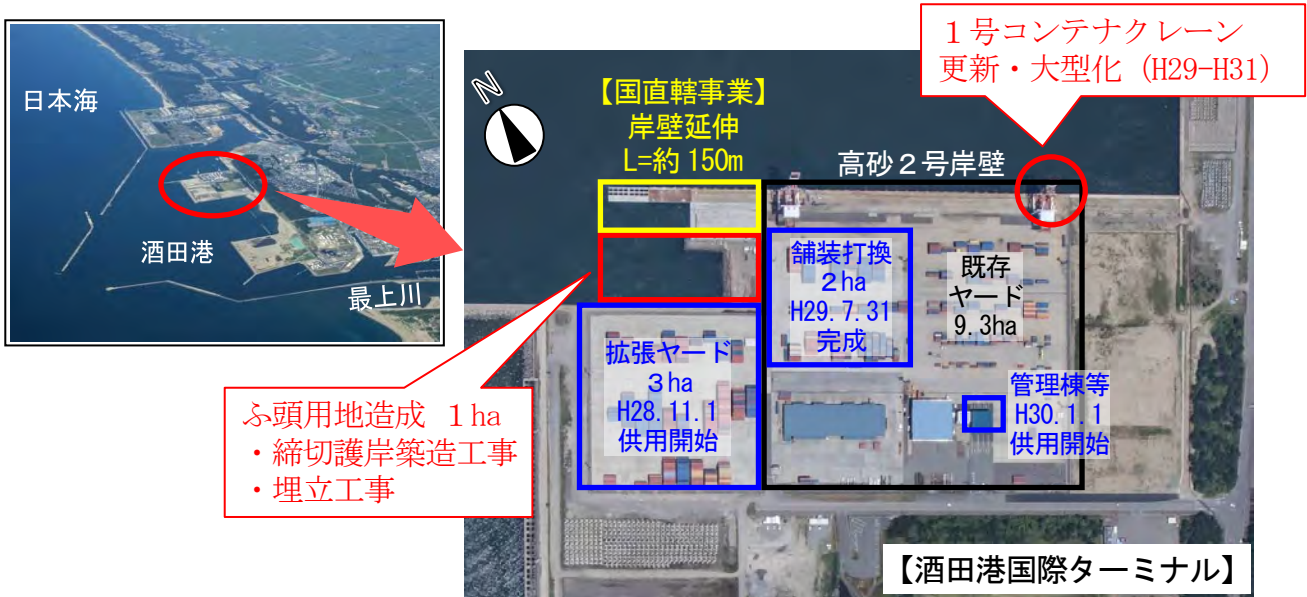 日本海
酒田港
最上川
N
【国直轄事業】
岸壁延伸
L=約150m
高砂２号岸壁
１号コンテナクレーン
更新・大型化 (H29-H31)
舗装打換
２ha
H29.7.31
完成
既存
ヤード
9.3ha
拡張ヤード
３ha
H28.11.1
供用開始
管理棟等
H30.1.1
供用開始
ふ頭用地造成 １ha
・締切護岸築造工事
・埋立工事
【酒田港国際ターミナル】